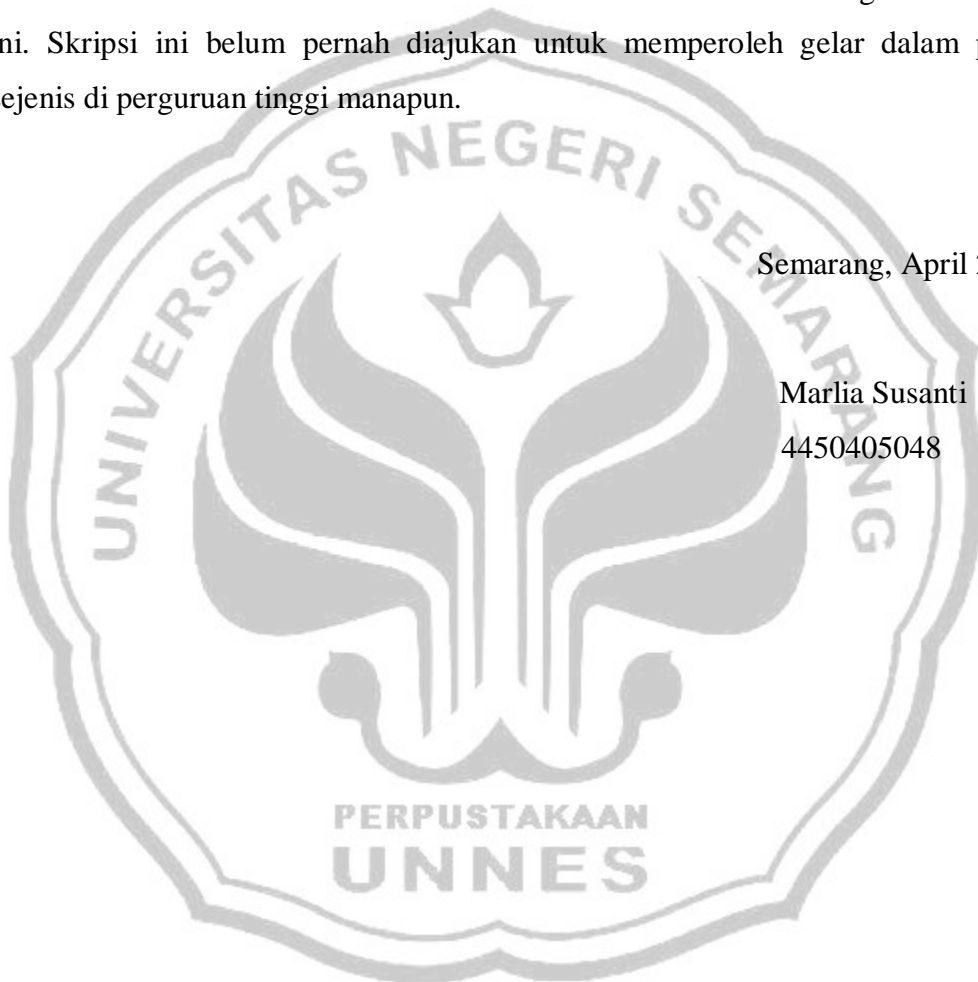 ni. Skripsi ini belum pernah diajukan untuk memperoleh gelar dalam
sejenis di perguruan tinggi manapun.
UNIVERSITAS NEGERI SEMARANG
Semarang, April
Marlia Susanti
4450405048
PERPUSTAKAAN
UNNES